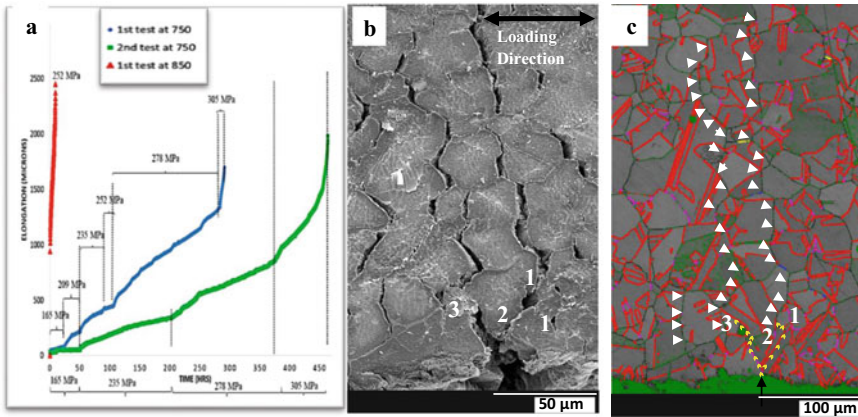 a
1st test at 750
2nd test at 750
1st test at 850
252 MPa
305 MPa
278 MPa
252 MPa
235 MPa
209 MPa
165 MPa
ELONGATION (MICRONS)
2500
2000
1500
1000
500
0
0 50 100 150 200 250 300 350 400 450
TIME (HRS)
165 MPa
235 MPa
278 MPa
305 MPa
b
Loading
Direction
1
1
3
2
1
50 µm
c
3
2
1
100 µm